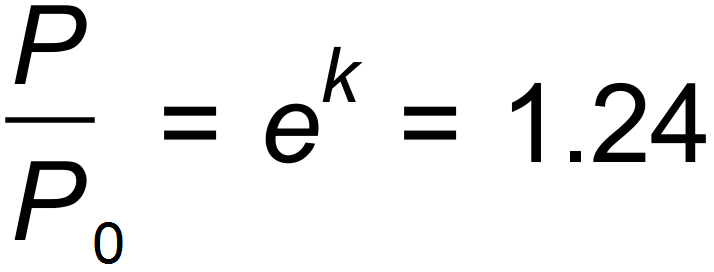 P/P₀ = eᵏ = 1.24